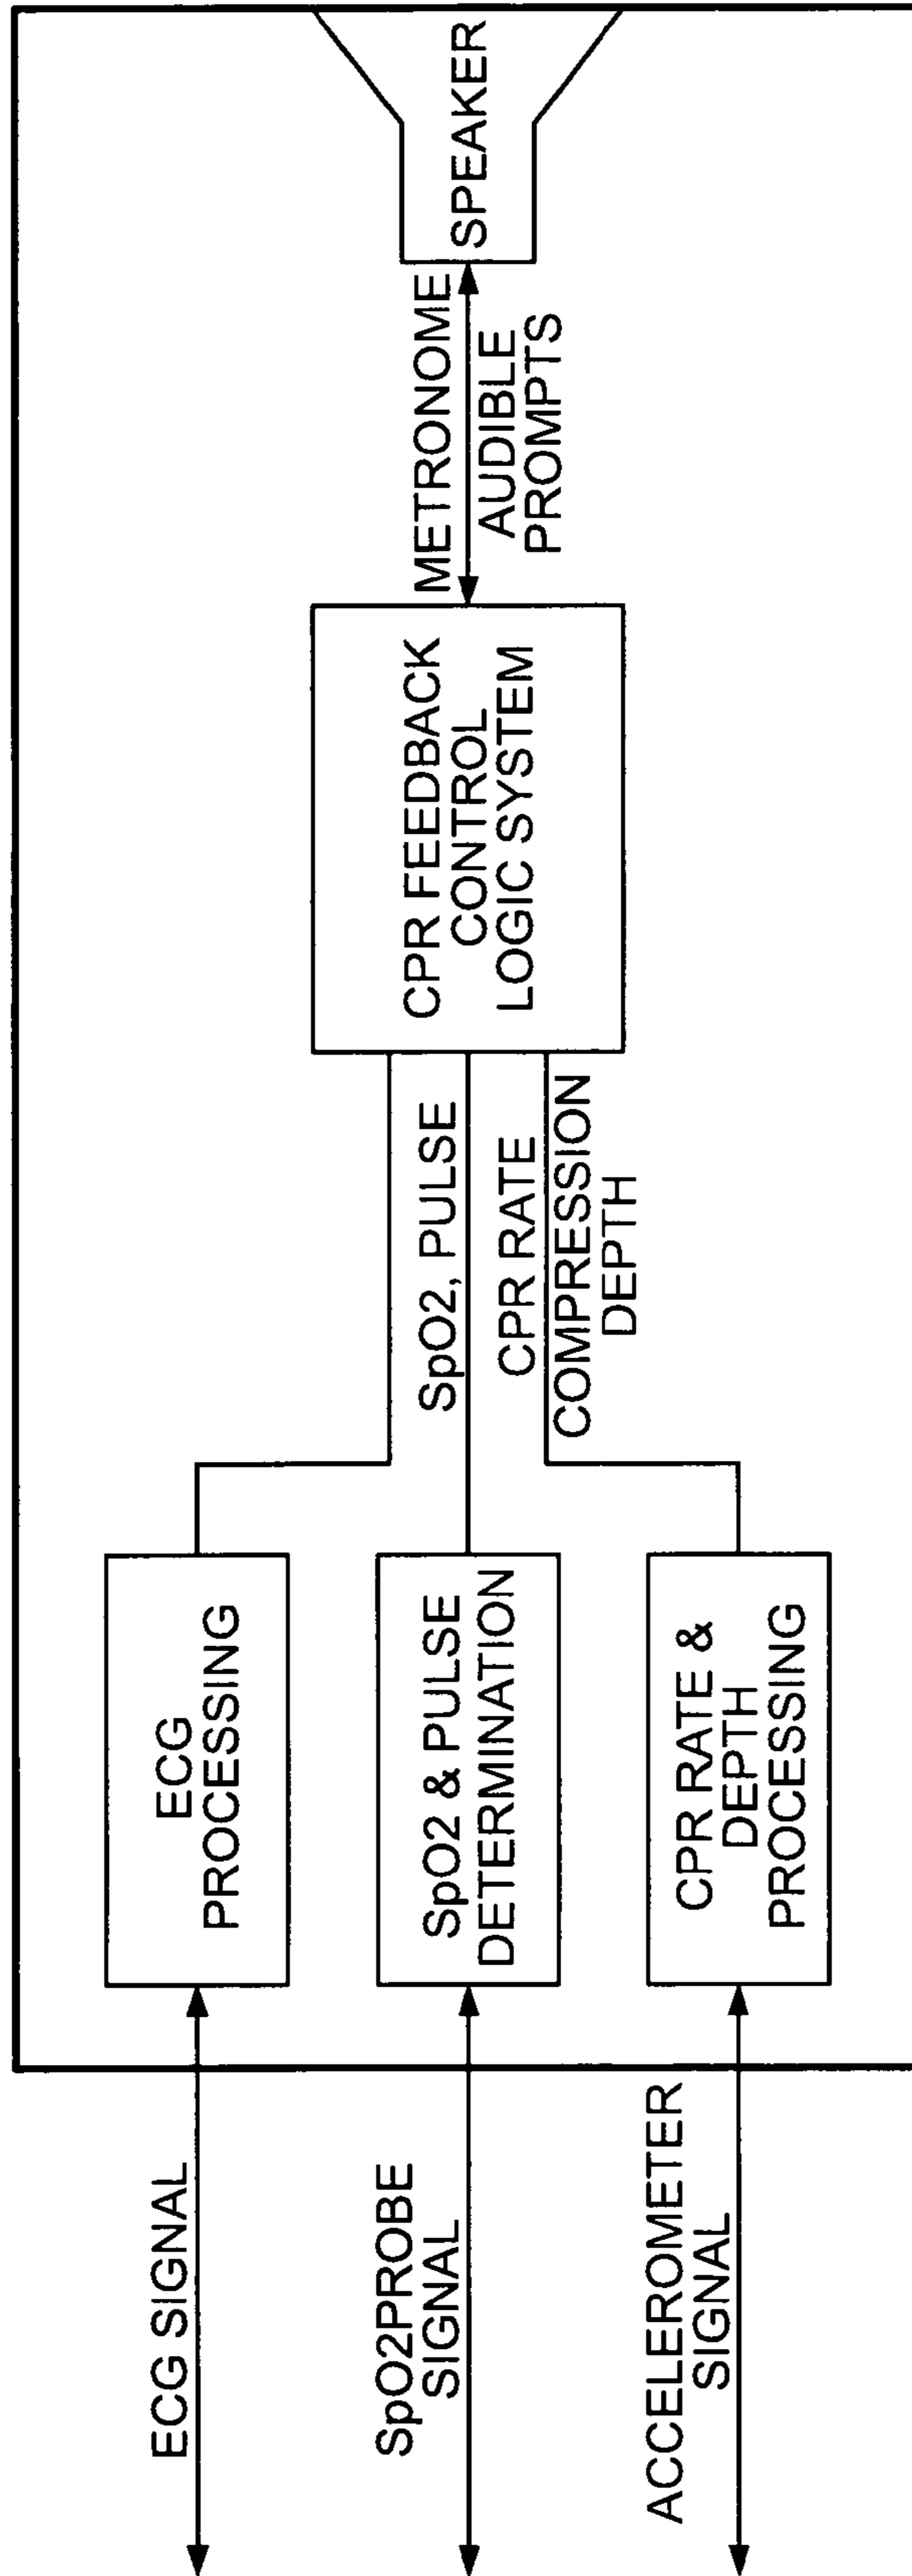 ECG SIGNAL
SpO2PROBE
SIGNAL
ACCELEROMETER
SIGNAL
ECG
PROCESSING
SpO2 & PULSE
DETERMINATION
CPR RATE &
DEPTH
PROCESSING
SpO2, PULSE
CPR RATE
COMPRESSION
DEPTH
CPR FEEDBACK
CONTROL
LOGIC SYSTEM
METRONOME
AUDIBLE
PROMPTS
SPEAKER